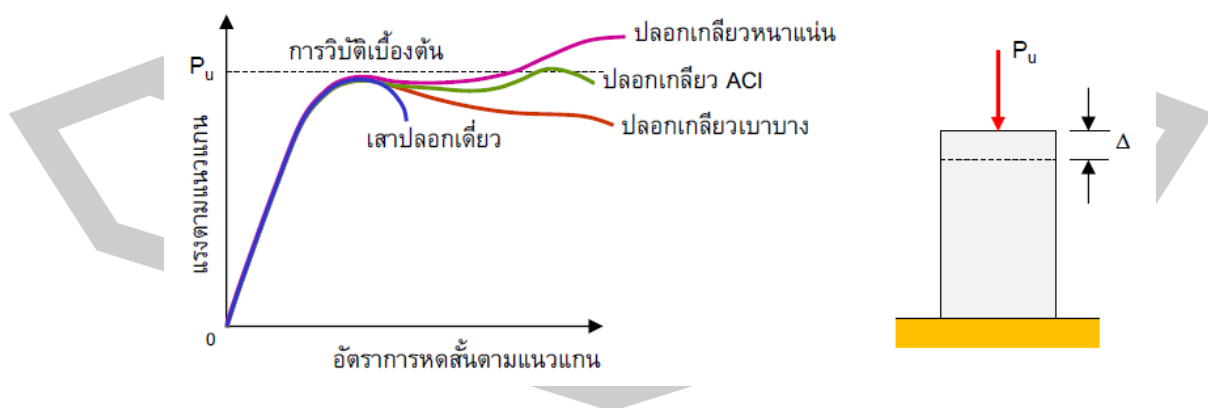 ปลอกเกลียวหนาแน่น
การวิบัติเบื้องต้น
Pu
ปลอกเกลียว ACI
ปลอกเกลียวเบาบาง
เสาปลอกเดี่ยว
แรงตามแนวแกน
0
อัตราการหดสั้นตามแนวแกน
Pu
Δ